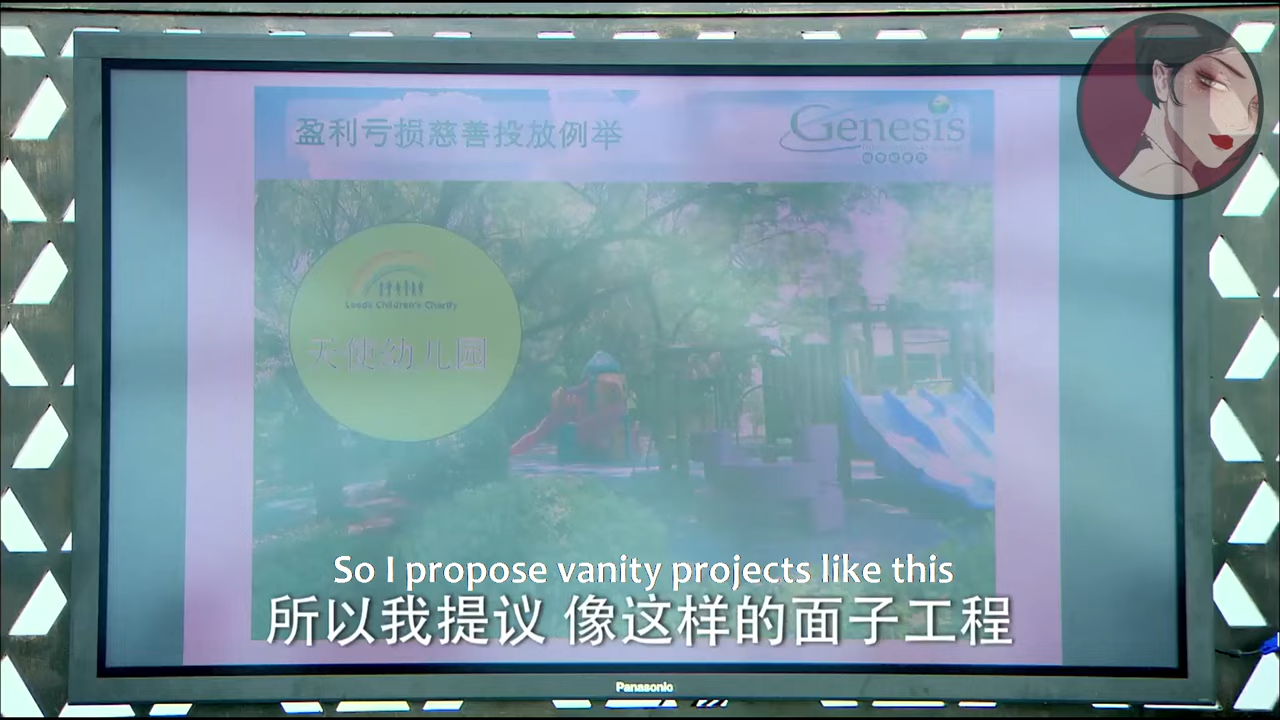 盈利亏损慈善投放例举
Genesis
Leeds Children's Charity
天使幼儿园
So I propose vanity projects like this
所以我提议 像这样的面子工程
Panasonic